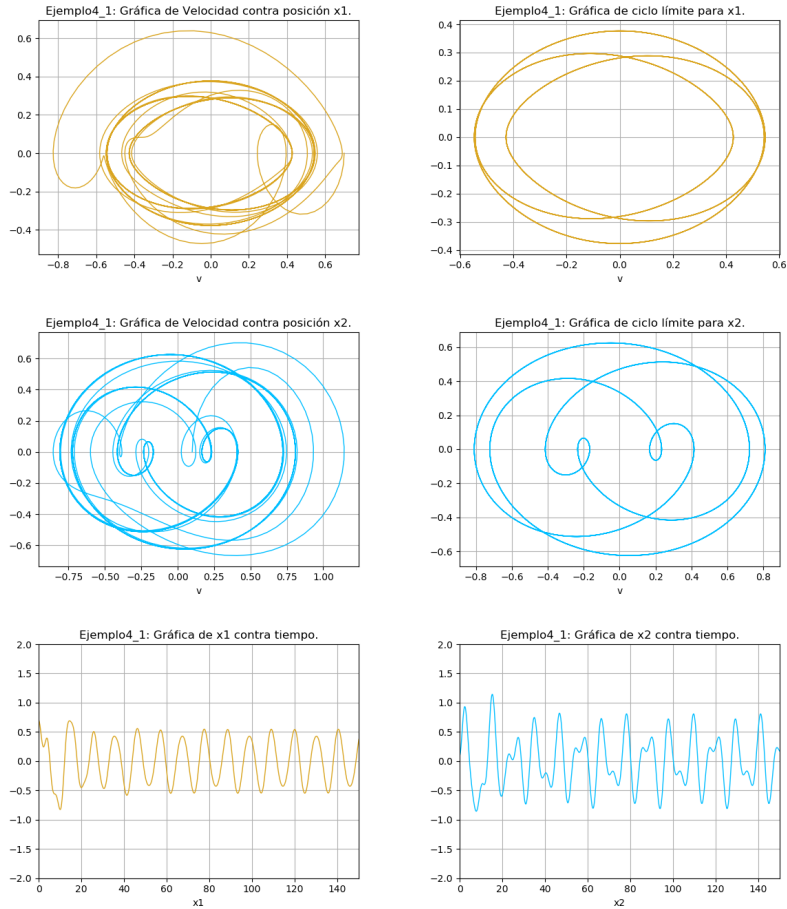 Ejemplo4_1: Gráfica de Velocidad contra posición x1.
0.6
0.4
0.2
0.0
−0.2
−0.4
−0.8 −0.6 −0.4 −0.2 0.0 0.2 0.4 0.6
v
Ejemplo4_1: Gráfica de ciclo límite para x1.
0.4
0.3
0.2
0.1
0.0
−0.1
−0.2
−0.3
−0.4
−0.6 −0.4 −0.2 0.0 0.2 0.4 0.6
v
Ejemplo4_1: Gráfica de Velocidad contra posición x2.
0.6
0.4
0.2
0.0
−0.2
−0.4
−0.6
−0.75 −0.50 −0.25 0.00 0.25 0.50 0.75 1.00
v
Ejemplo4_1: Gráfica de ciclo límite para x2.
0.6
0.4
0.2
0.0
−0.2
−0.4
−0.6
−0.8 −0.6 −0.4 −0.2 0.0 0.2 0.4 0.6 0.8
v
Ejemplo4_1: Gráfica de x1 contra tiempo.
2.0
1.5
1.0
0.5
0.0
−0.5
−1.0
−1.5
−2.0
0 20 40 60 80 100 120 140
x1
Ejemplo4_1: Gráfica de x2 contra tiempo.
2.0
1.5
1.0
0.5
0.0
−0.5
−1.0
−1.5
−2.0
0 20 40 60 80 100 120 140
x2